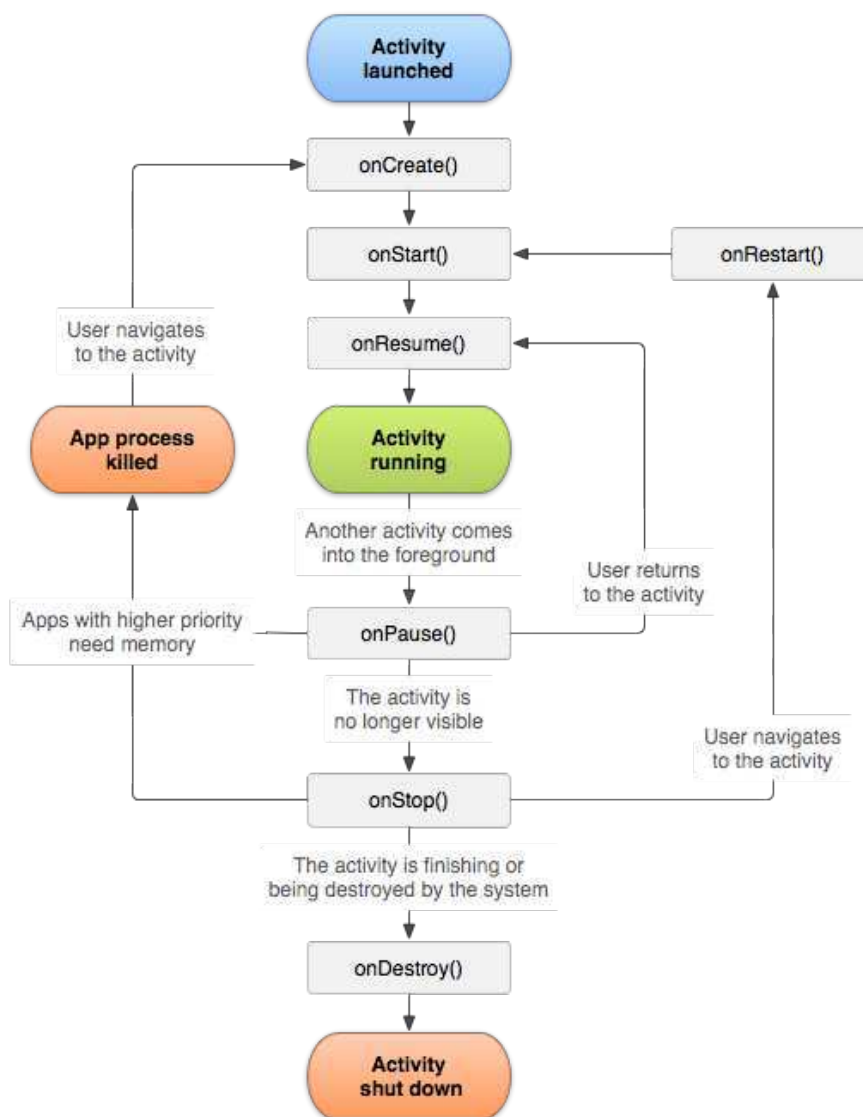 Activity
launched
onCreate()
onStart()
onRestart()
User navigates
to the activity
onResume()
App process
killed
Activity
running
Another activity comes
into the foreground
User returns
to the activity
Apps with higher priority
need memory
onPause()
The activity is
no longer visible
User navigates
to the activity
onStop()
The activity is finishing or
being destroyed by the system
onDestroy()
Activity
shut down